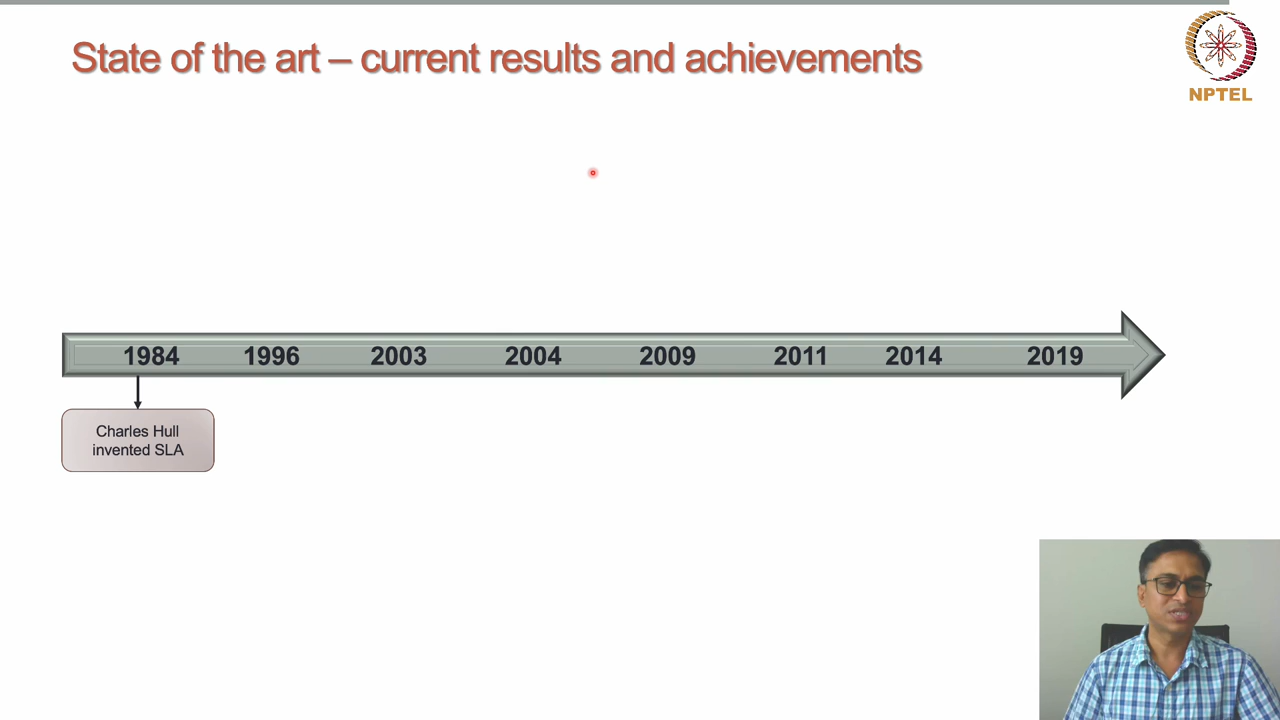 State of the art – current results and achievements
NPTEL
1984 1996 2003 2004 2009 2011 2014 2019
Charles Hull
invented SLA